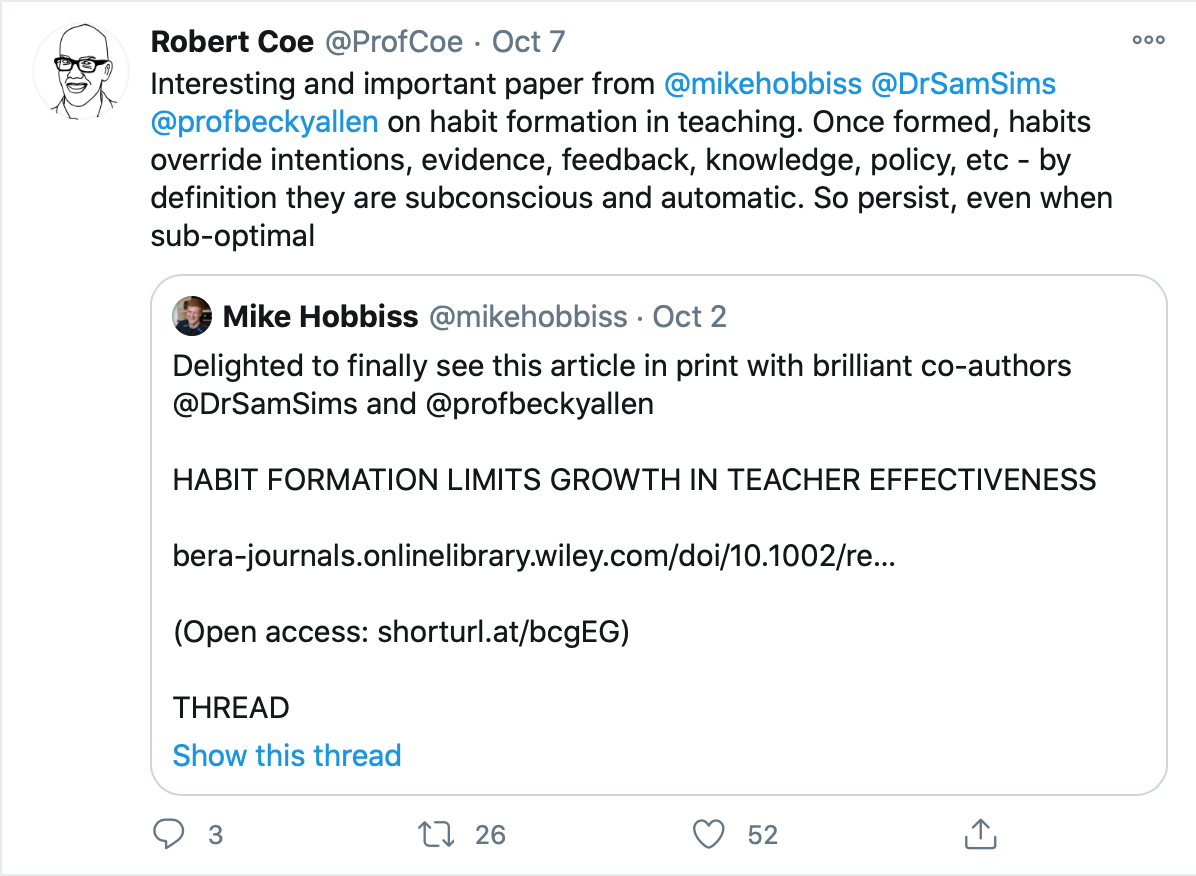 Robert Coe @ProfCoe · Oct 7
Interesting and important paper from @mikehobbiss @DrSamSims
@profbeckyallen on habit formation in teaching. Once formed, habits
override intentions, evidence, feedback, knowledge, policy, etc - by
definition they are subconscious and automatic. So persist, even when
sub-optimal
Mike Hobbiss @mikehobbiss · Oct 2
Delighted to finally see this article in print with brilliant co-authors
@DrSamSims and @profbeckyallen
HABIT FORMATION LIMITS GROWTH IN TEACHER EFFECTIVENESS
bera-journals.onlinelibrary.wiley.com/doi/10.1002/re...
(Open access: shorturl.at/bcgEG)
THREAD
Show this thread
3 26 52